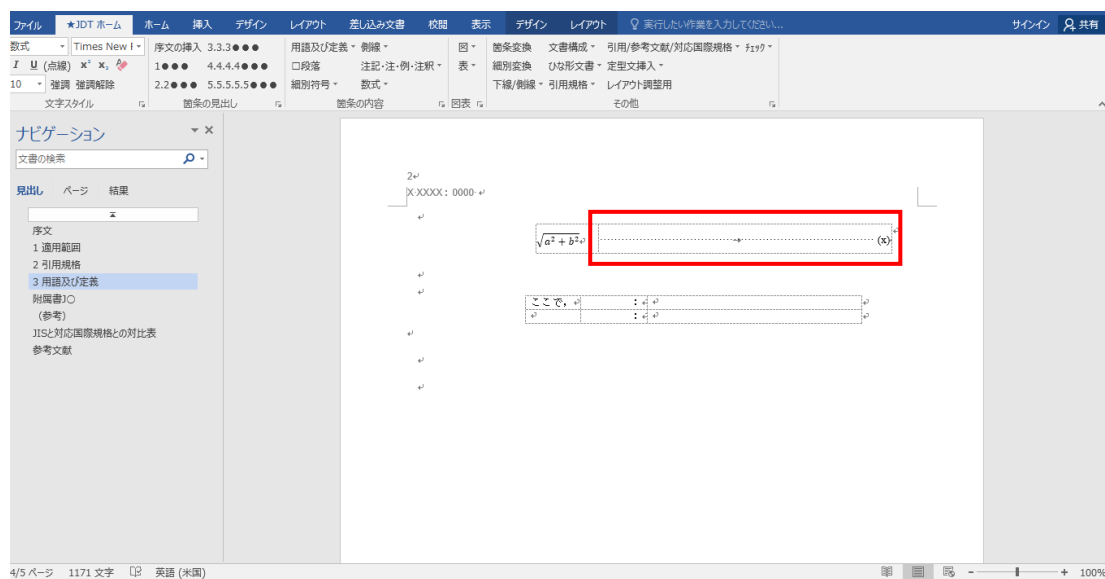 ファイル ★JDT ホーム ホーム 挿入 デザイン レイアウト 差し込み文書 校閲 表示 デザイン レイアウト 実行したい作業を入力してください... サインイン 共有
数式 Times New I 序文の挿入 3.3.3●●● 用語及び定義 側線 図 箇条変換 文書構成 引用/参考文献/対応国際規格 ﾁｪｯｸ
I U (点線) x² x₂ 1●●● 4.4.4.4●●● □段落 注記・注・例・注釈 表 細別変換 ひな形文書 定型文挿入
10 強調 強調解除 2.2●●● 5.5.5.5.5●●● 細別符号 数式 下線/側線 引用規格 レイアウト調整用
文字スタイル 箇条の見出し 箇条の内容 図表 その他
ナビゲーション
文書の検索
見出し ページ 結果
序文
1 適用範囲
2 引用規格
3 用語及び定義
附属書J○
（参考）
JISと対応国際規格との対比表
参考文献
2
X XXXX：0000
√a² + b² (x)
ここで， ：
：
4/5 ページ 1171 文字 英語 (米国) - + 100%